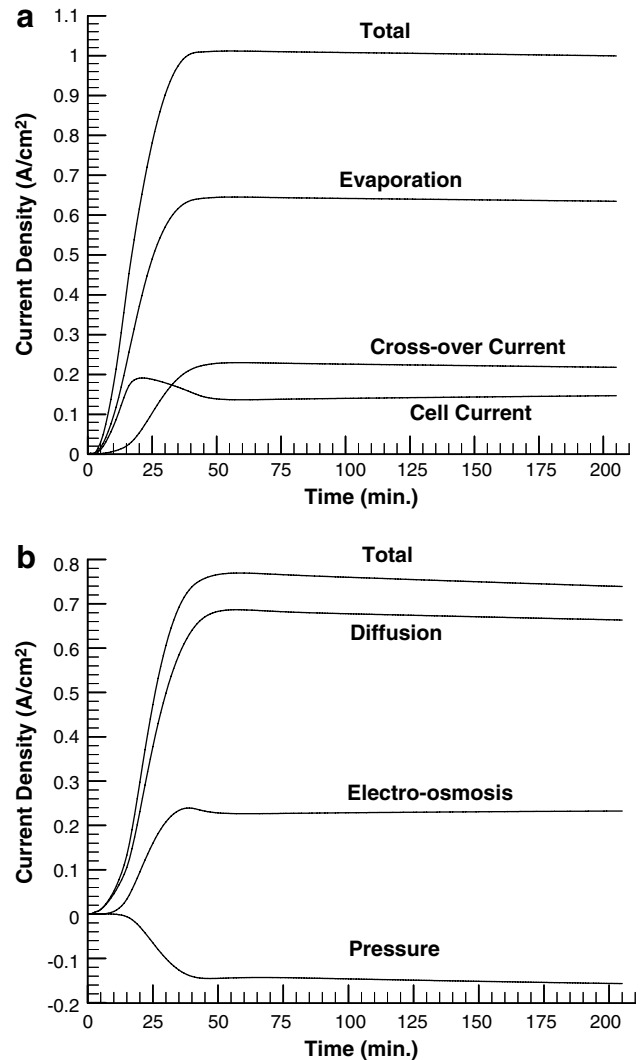 a
1.1
1
0.9
0.8
0.7
0.6
0.5
0.4
0.3
0.2
0.1
0
Current Density (A/cm²)
Total
Evaporation
Cross-over Current
Cell Current
0 25 50 75 100 125 150 175 200
Time (min.)
b
0.8
0.7
0.6
0.5
0.4
0.3
0.2
0.1
0
-0.1
-0.2
Current Density (A/cm²)
Total
Diffusion
Electro-osmosis
Pressure
0 25 50 75 100 125 150 175 200
Time (min.)